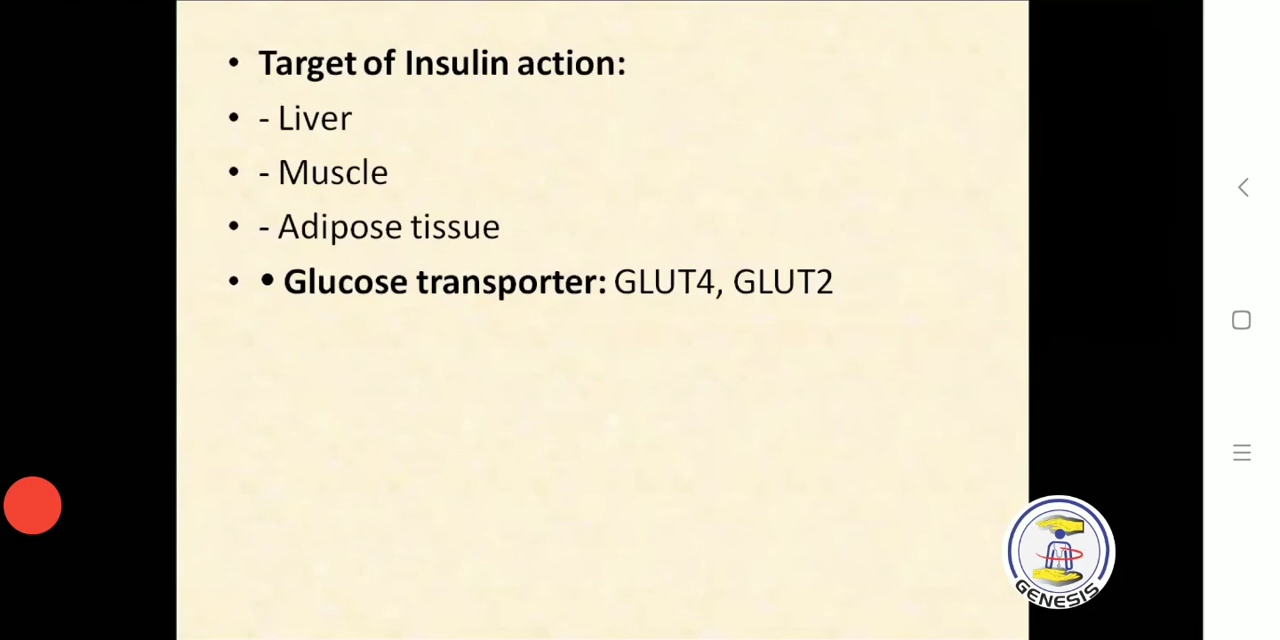 • Target of Insulin action:
• - Liver
• - Muscle
• - Adipose tissue
• • Glucose transporter: GLUT4, GLUT2
GENESIS